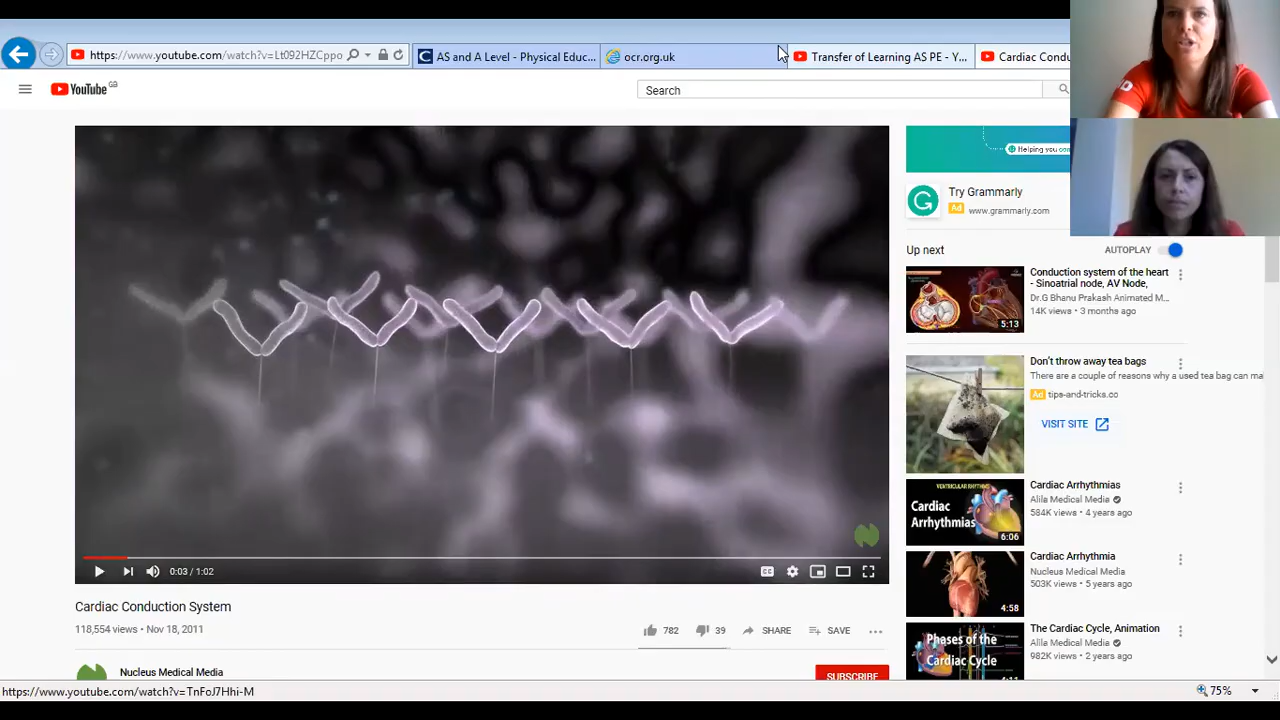 https://www.youtube.com/watch?v=Lt092HZCppo
AS and A Level - Physical Educ...
ocr.org.uk
Transfer of Learning AS PE - Y...
Cardiac Condu
YouTube GB
Search
Helping you
Try Grammarly
Ad www.grammarly.com
Up next
AUTOPLAY
Conduction system of the heart
- Sinoatrial node, AV Node,
Dr.G Bhanu Prakash Animated M...
14K views • 3 months ago
5:13
Don't throw away tea bags
There are a couple of reasons why a used tea bag can ma
Ad tips-and-tricks.co
VISIT SITE
VENTRICULAR RHYTHMS
Cardiac
Arrhythmias
6:06
Cardiac Arrhythmias
Alila Medical Media
584K views • 4 years ago
4:58
Cardiac Arrhythmia
Nucleus Medical Media
503K views • 5 years ago
Phases of the
Cardiac Cycle
4:11
The Cardiac Cycle, Animation
Alila Medical Media
982K views • 2 years ago
0:03 / 1:02
CC
Cardiac Conduction System
118,554 views • Nov 18, 2011
782
39
SHARE
SAVE
Nucleus Medical Media
SUBSCRIBE
https://www.youtube.com/watch?v=TnFoJ7Hhi-M
75%